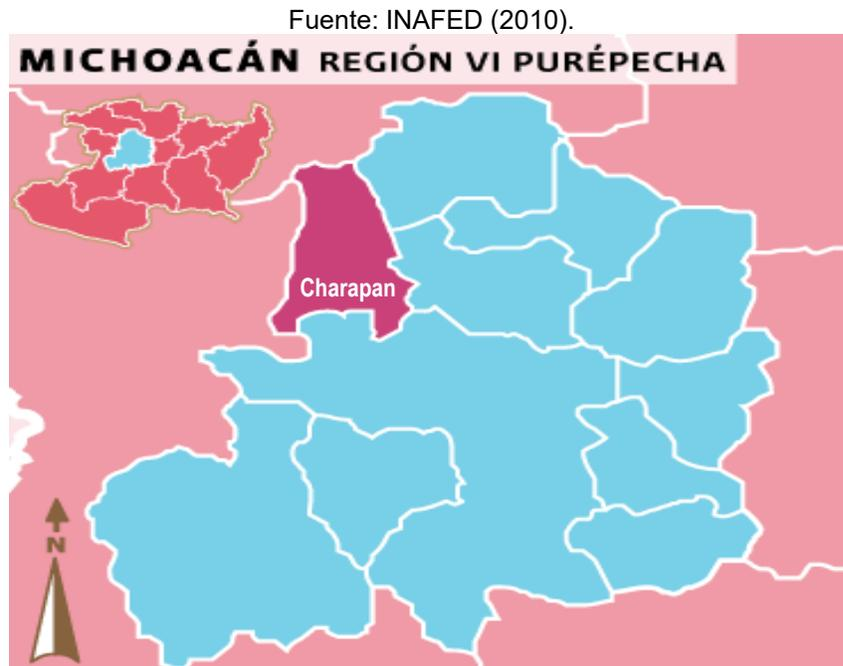 Fuente: INAFED (2010).
MICHOACÁN REGIÓN VI PURÉPECHA
Charapan
N